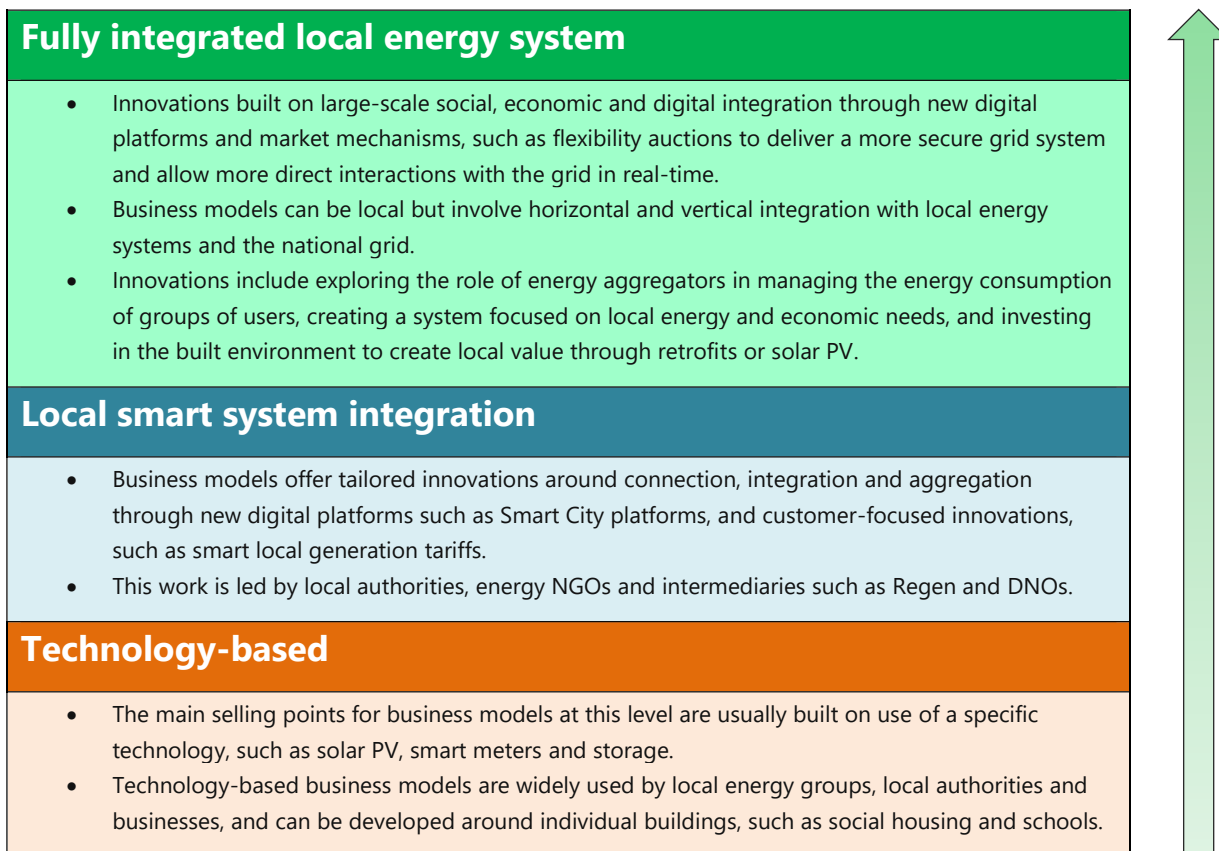 Fully integrated local energy system
• Innovations built on large-scale social, economic and digital integration through new digital
platforms and market mechanisms, such as flexibility auctions to deliver a more secure grid system
and allow more direct interactions with the grid in real-time.
• Business models can be local but involve horizontal and vertical integration with local energy
systems and the national grid.
• Innovations include exploring the role of energy aggregators in managing the energy consumption
of groups of users, creating a system focused on local energy and economic needs, and investing
in the built environment to create local value through retrofits or solar PV.
Local smart system integration
• Business models offer tailored innovations around connection, integration and aggregation
through new digital platforms such as Smart City platforms, and customer-focused innovations,
such as smart local generation tariffs.
• This work is led by local authorities, energy NGOs and intermediaries such as Regen and DNOs.
Technology-based
• The main selling points for business models at this level are usually built on use of a specific
technology, such as solar PV, smart meters and storage.
• Technology-based business models are widely used by local energy groups, local authorities and
businesses, and can be developed around individual buildings, such as social housing and schools.